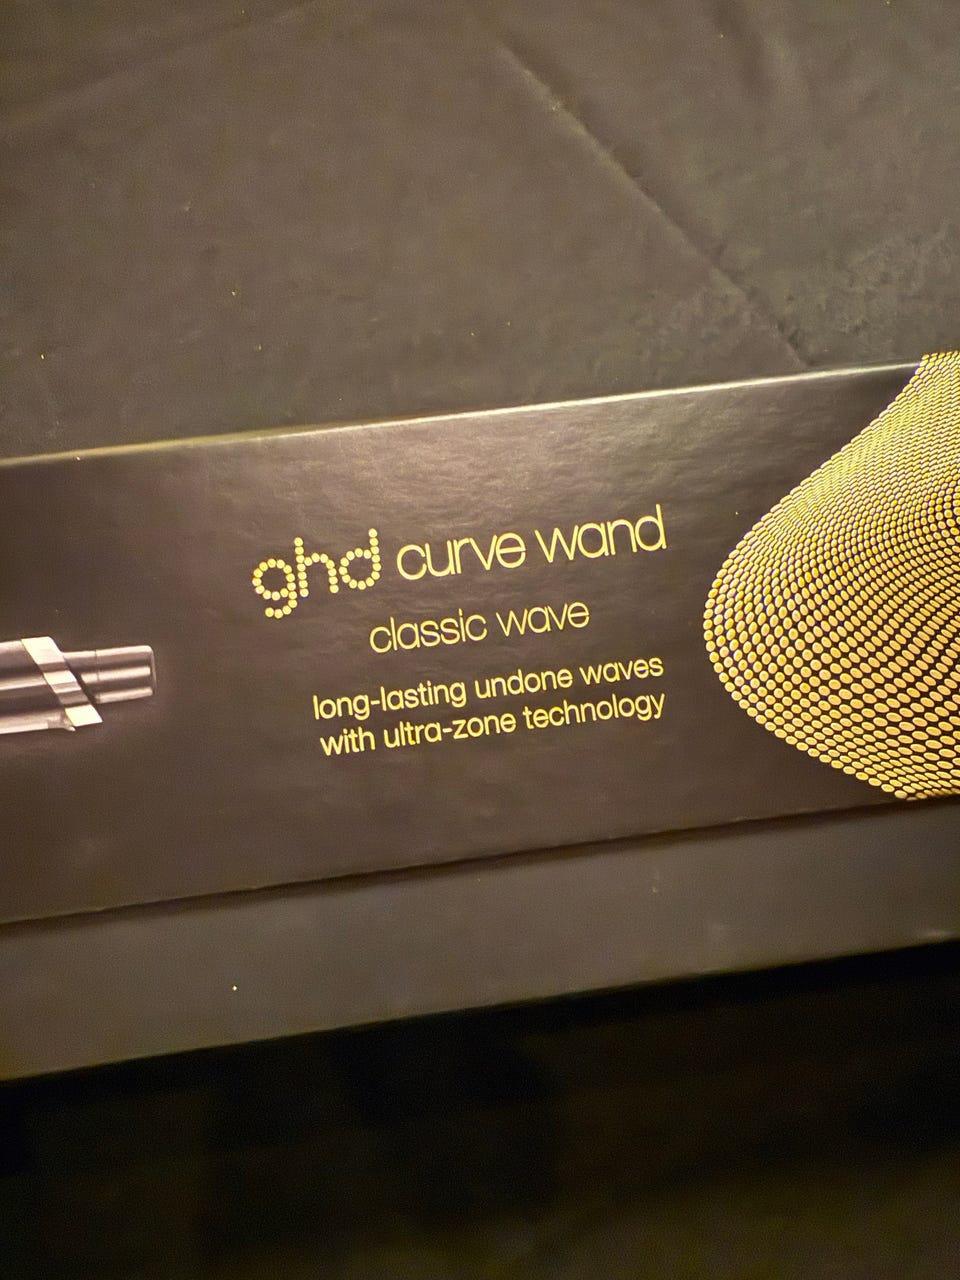 ghd curve wand
classic wave
long-lasting undone waves
with ultra-zone technology